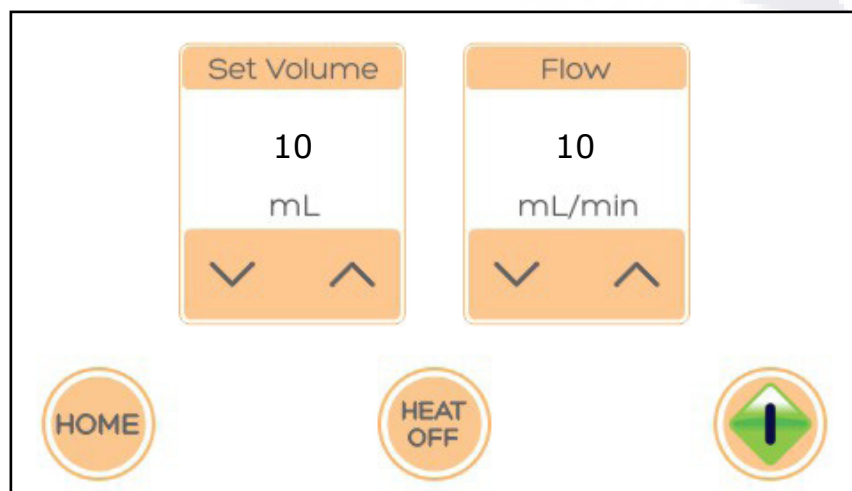 Set Volume
10
mL
Flow
10
mL/min
HOME
HEAT
OFF